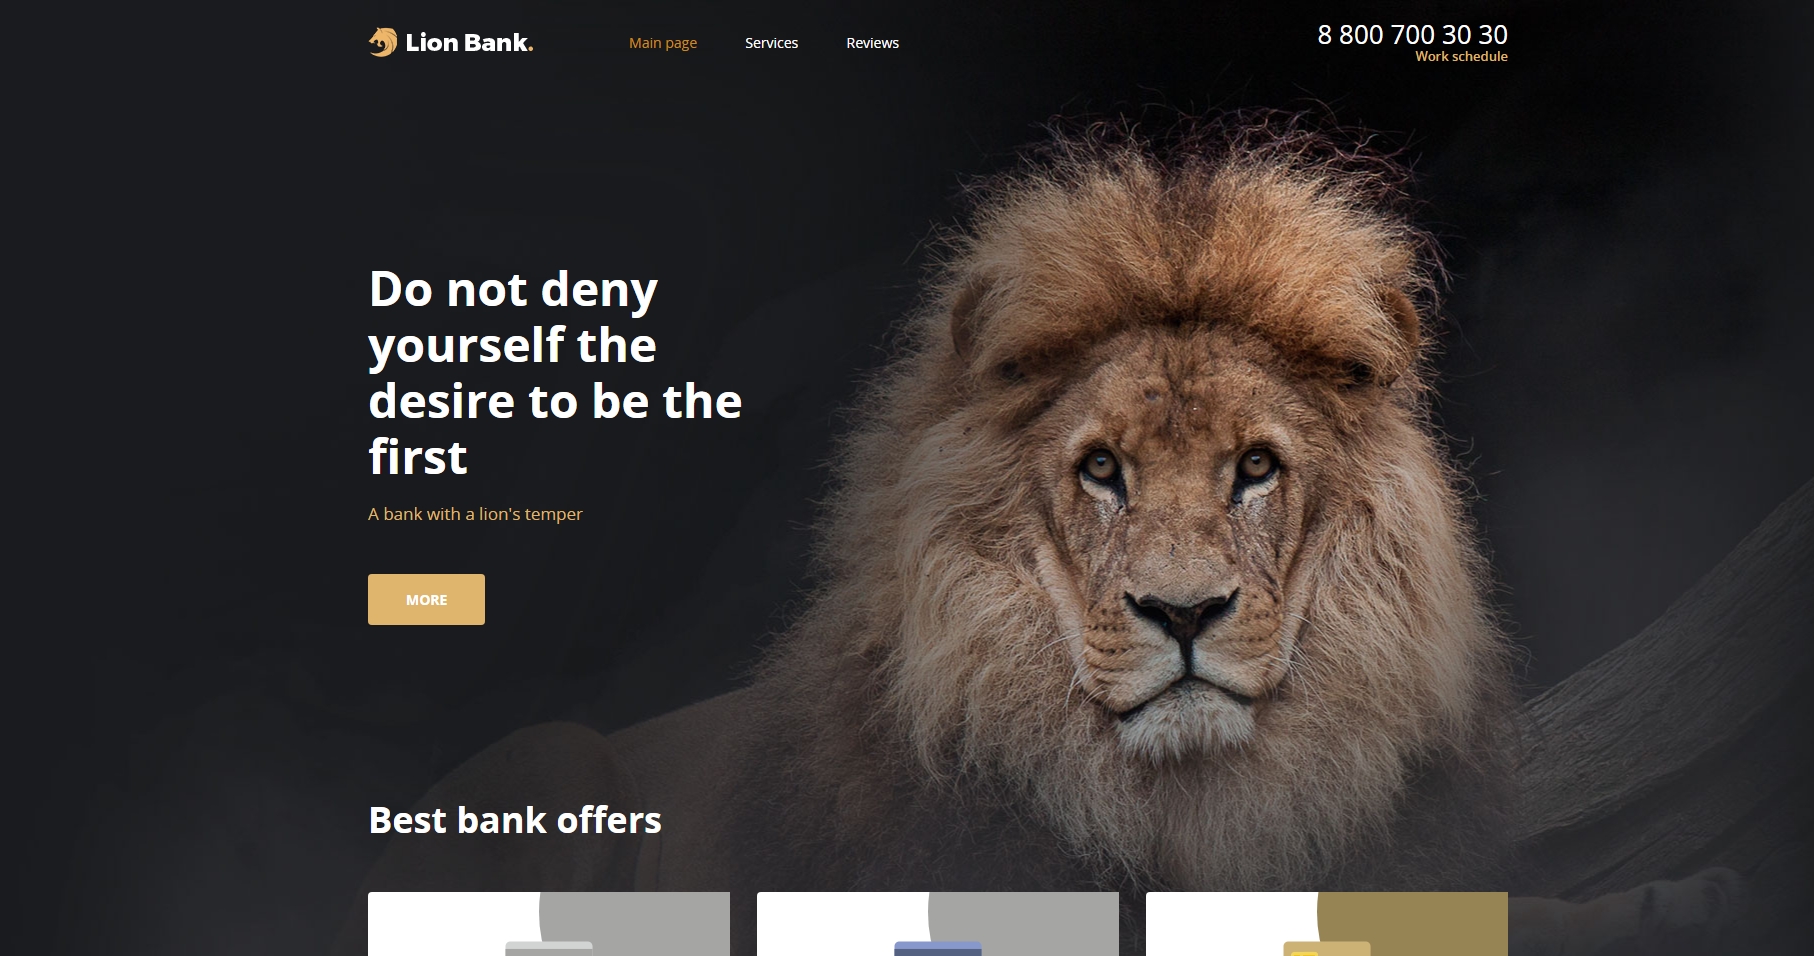 Lion Bank.
Main page
Services
Reviews
8 800 700 30 30
Work schedule
Do not deny
yourself the
desire to be the
first
A bank with a lion's temper
MORE
Best bank offers